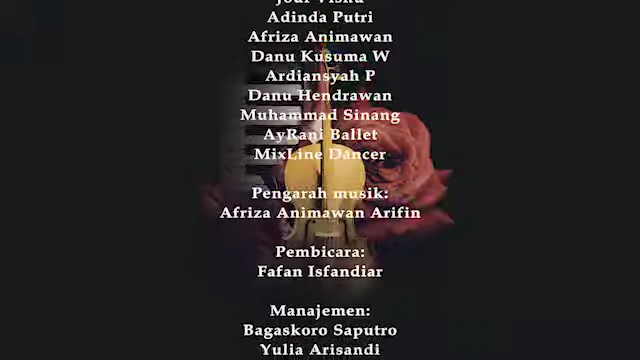 Adinda Putri
Afriza Animawan
Danu Kusuma W
Ardiansyah P
Danu Hendrawan
Muhammad Sinang
AyRani Ballet
MixLine Dancer
Pengarah musik:
Afriza Animawan Arifin
Pembicara:
Fafan Isfandiar
Manajemen:
Bagaskoro Saputro
Yulia Arisandi